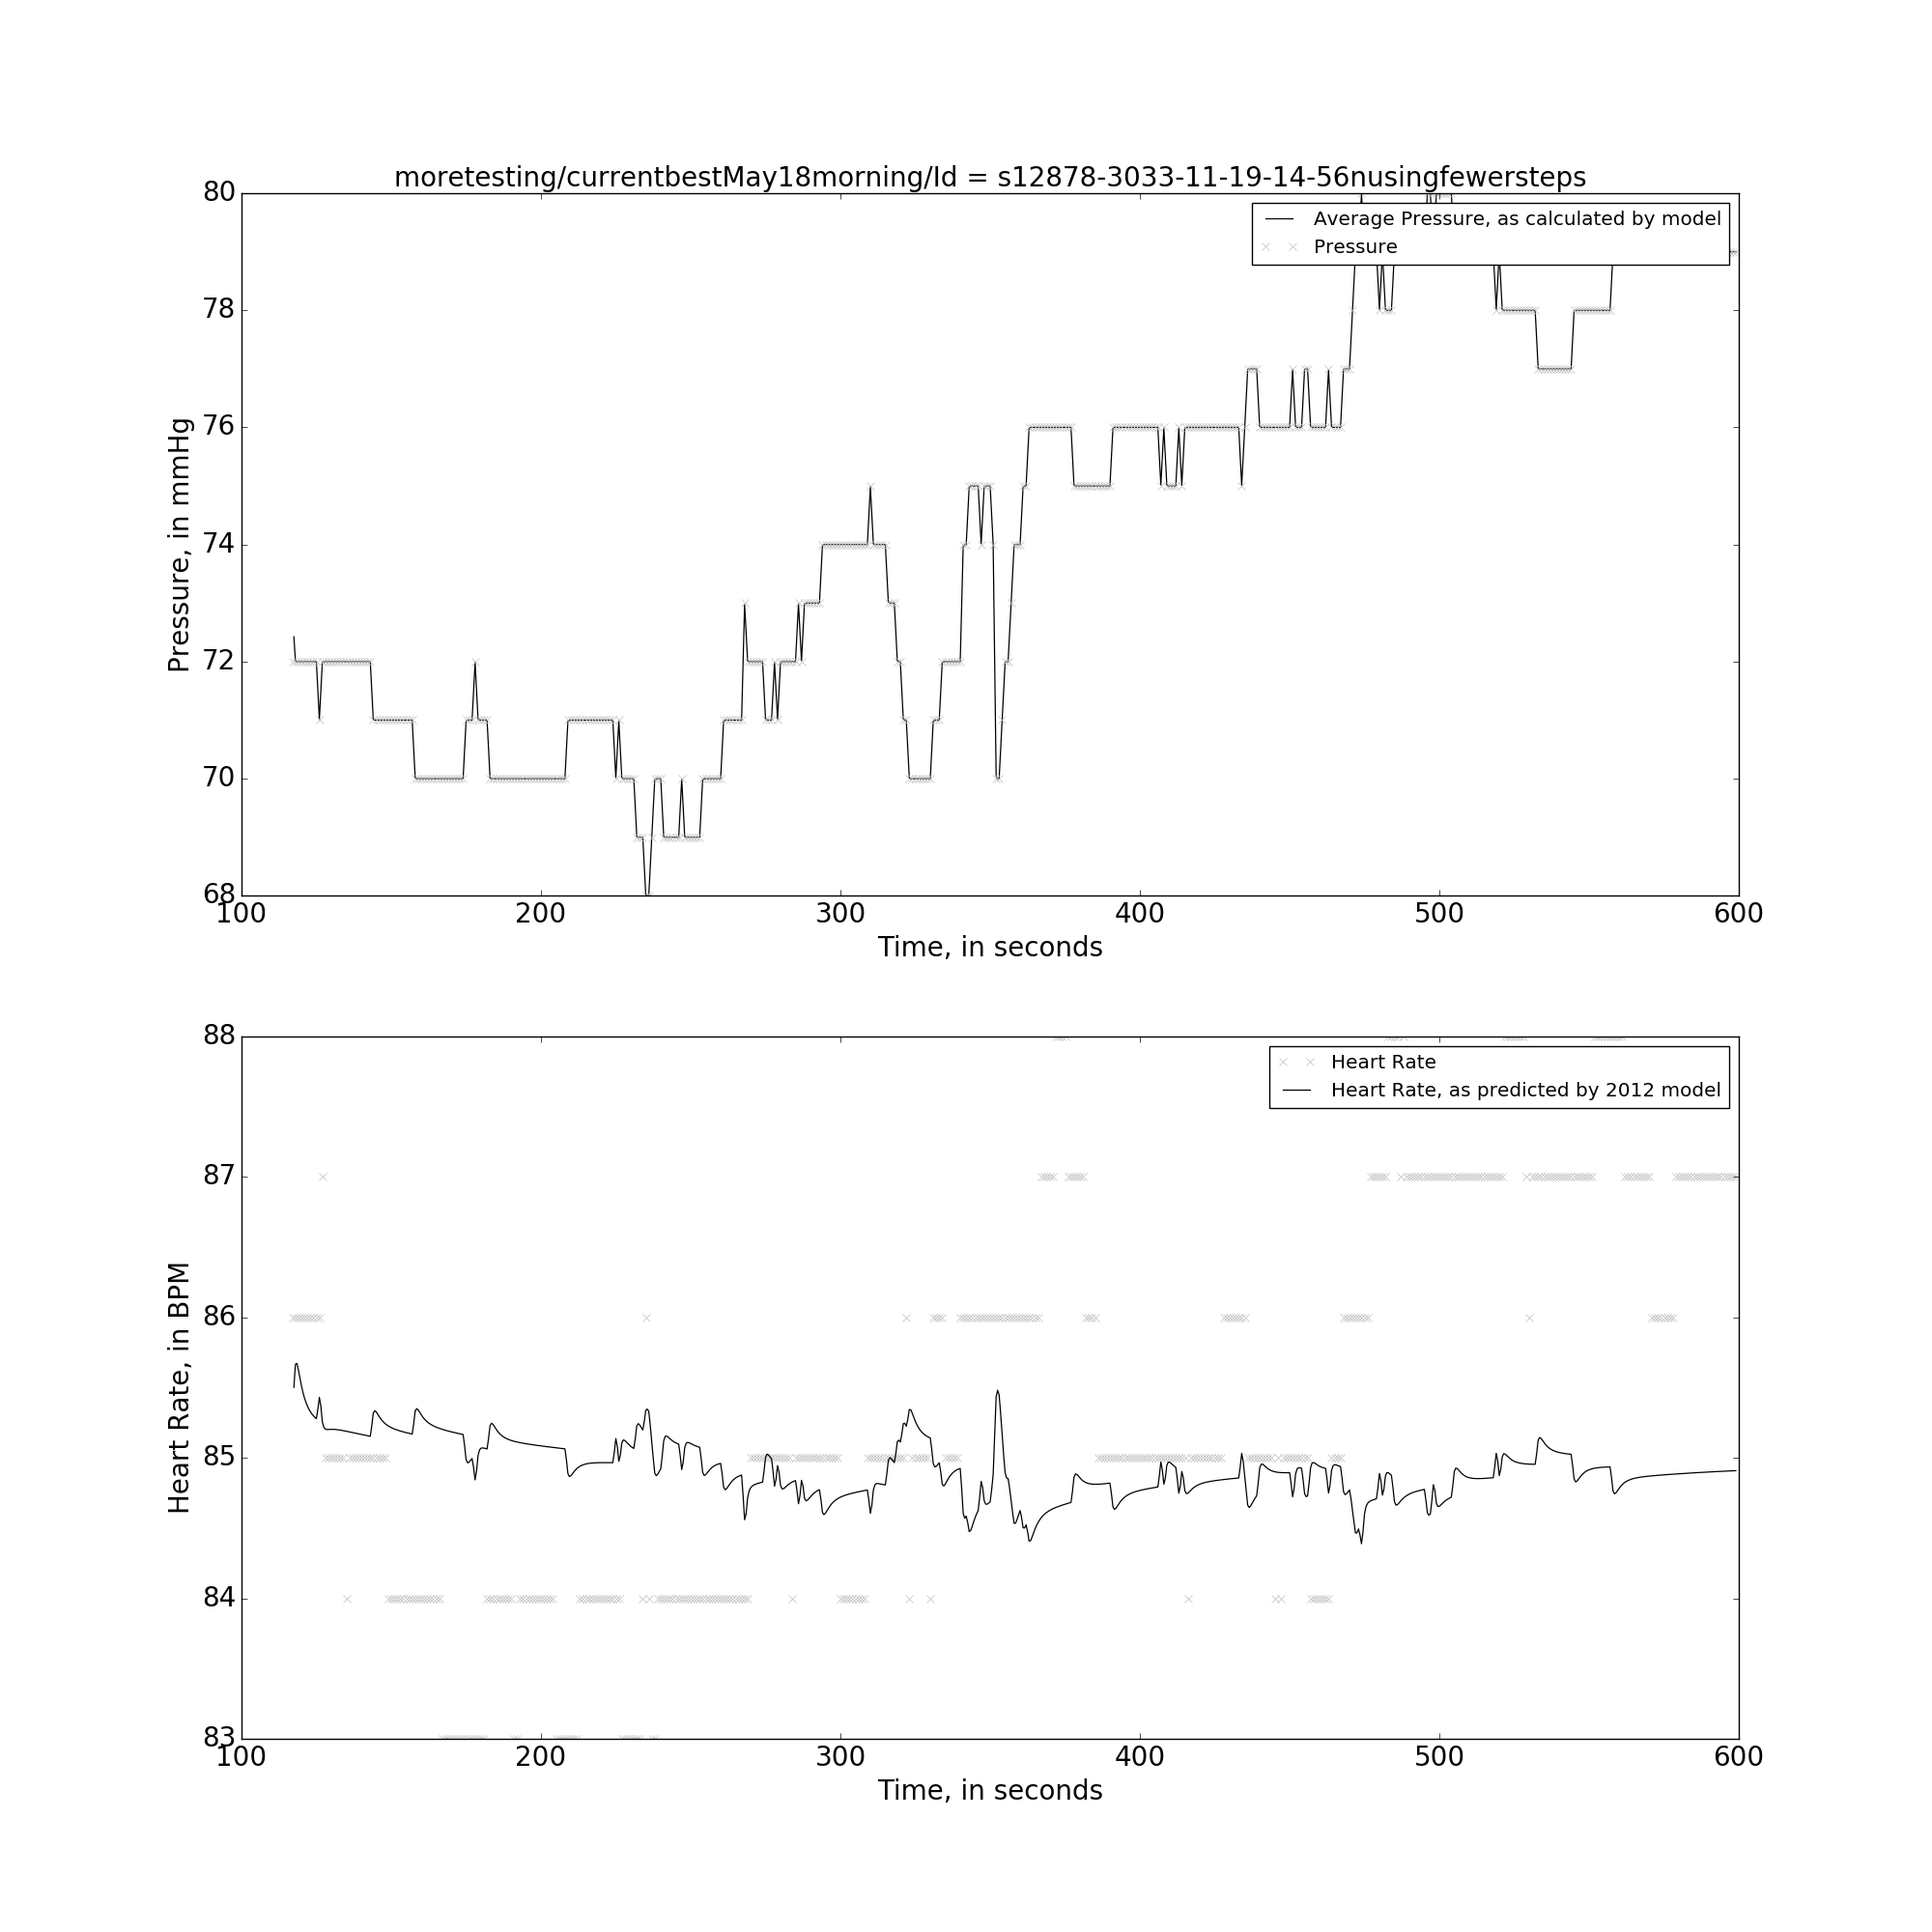 moretesting/currentbestMay18morning/Id = s12878-3033-11-19-14-56nusingfewersteps
80
Average Pressure, as calculated by model
Pressure
78
76
74
72
70
68
Pressure, in mmHg
100 200 300 400 500 600
Time, in seconds
88
Heart Rate
Heart Rate, as predicted by 2012 model
87
86
85
84
83
Heart Rate, in BPM
100 200 300 400 500 600
Time, in seconds